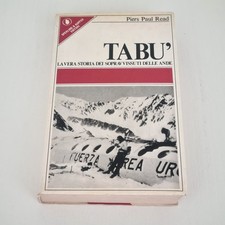 Piers Paul Read
TABU'
LA VERA STORIA DEI SOPRAVVISSUTI DELLE ANDE
FUERZA AEREA UR